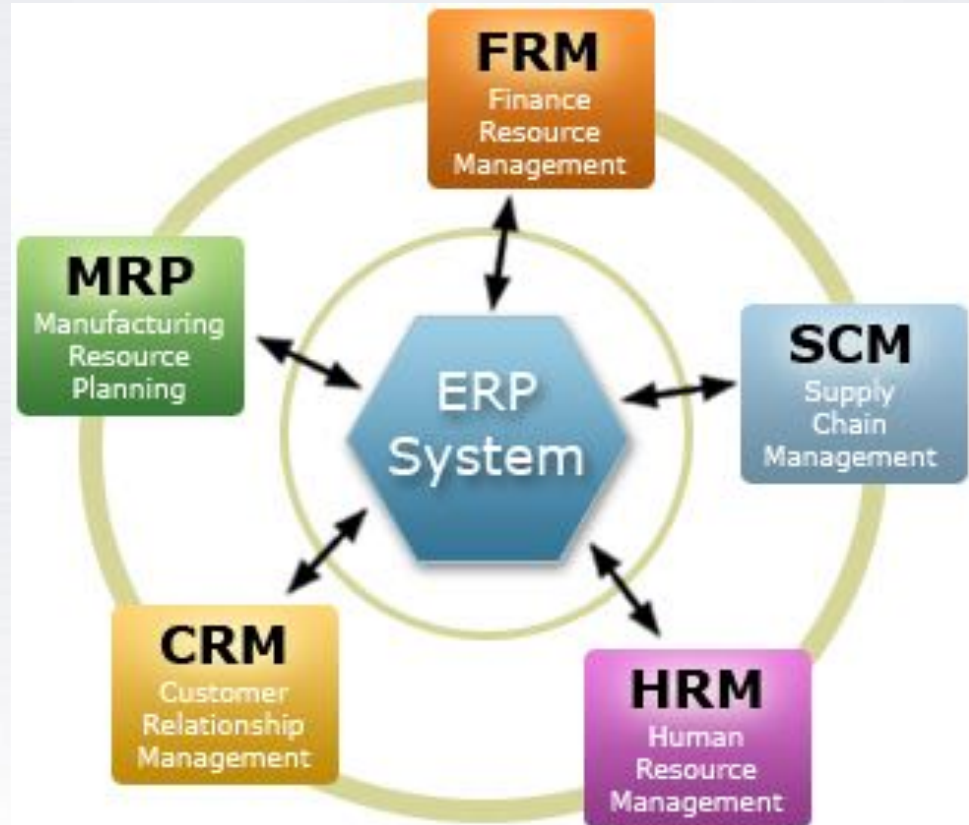 FRM
Finance
Resource
Management
MRP
Manufacturing
Resource
Planning
SCM
Supply
Chain
Management
ERP
System
CRM
Customer
Relationship
Management
HRM
Human
Resource
Management